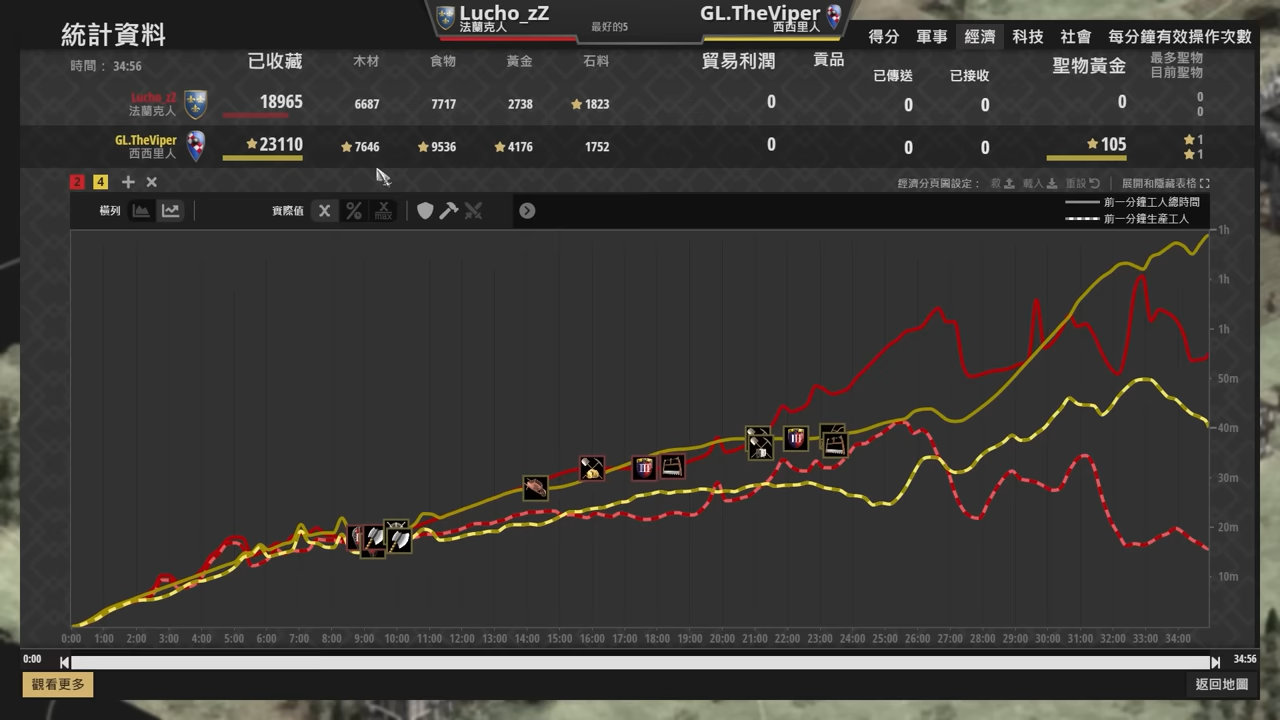 Lucho_zZ
法蘭克人
最好的5
GL.TheViper
西西里人
統計資料
得分 軍事 經濟 科技 社會 每分鐘有效操作次數
時間： 34:56
已收藏 木材 食物 黃金 石料 貿易利潤 貢品 已傳送 已接收 聖物黃金 最多聖物 目前聖物
Lucho_zZ
法蘭克人
18965 6687 7717 2738 1823 0 0 0 0 0 0
GL.TheViper
西西里人
23110 7646 9536 4176 1752 0 0 0 105 1 1
2 4
經濟分頁圖設定： 載入 重設 展開和隱藏表格
橫列 實際值 X % X max
前一分鐘工人總時間
前一分鐘生產工人
1h
1h
1h
50m
40m
30m
20m
10m
0:00 1:00 2:00 3:00 4:00 5:00 6:00 7:00 8:00 9:00 10:00 11:00 12:00 13:00 14:00 15:00 16:00 17:00 18:00 19:00 20:00 21:00 22:00 23:00 24:00 25:00 26:00 27:00 28:00 29:00 30:00 31:00 32:00 33:00 34:00
0:00 34:56
觀看更多 返回地圖